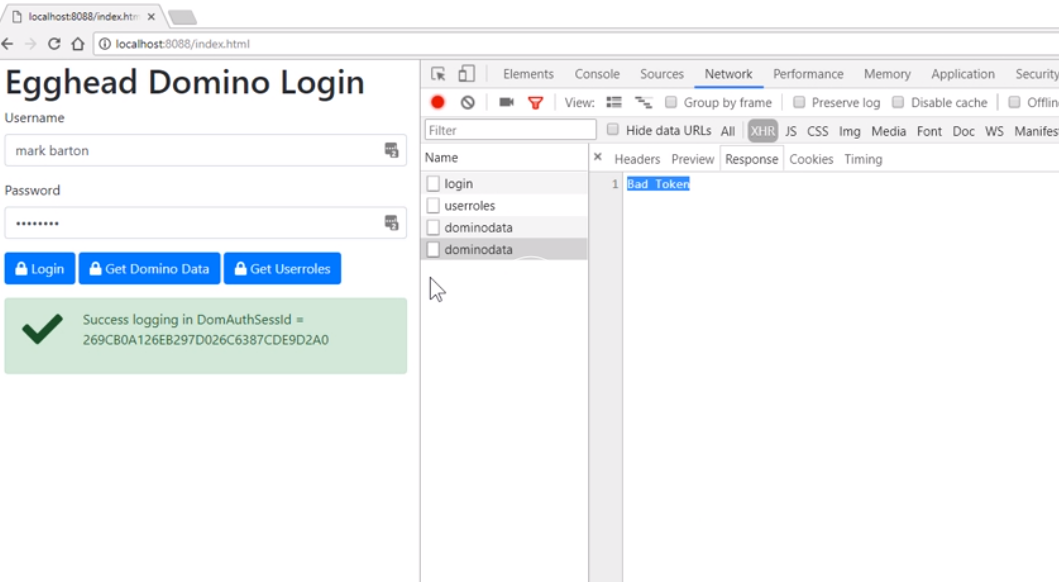 localhost:8088/index.htm
localhost:8088/index.html
Egghead Domino Login
Username
mark barton
Password
••••••••
Login
Get Domino Data
Get Userroles
Success logging in DomAuthSessId =
269CB0A126EB297D026C6387CDE9D2A0
Elements Console Sources Network Performance Memory Application Security
View: Group by frame Preserve log Disable cache Offlin
Filter Hide data URLs All XHR JS CSS Img Media Font Doc WS Manifes
Name
login
userroles
dominodata
dominodata
× Headers Preview Response Cookies Timing
1 Bad Token